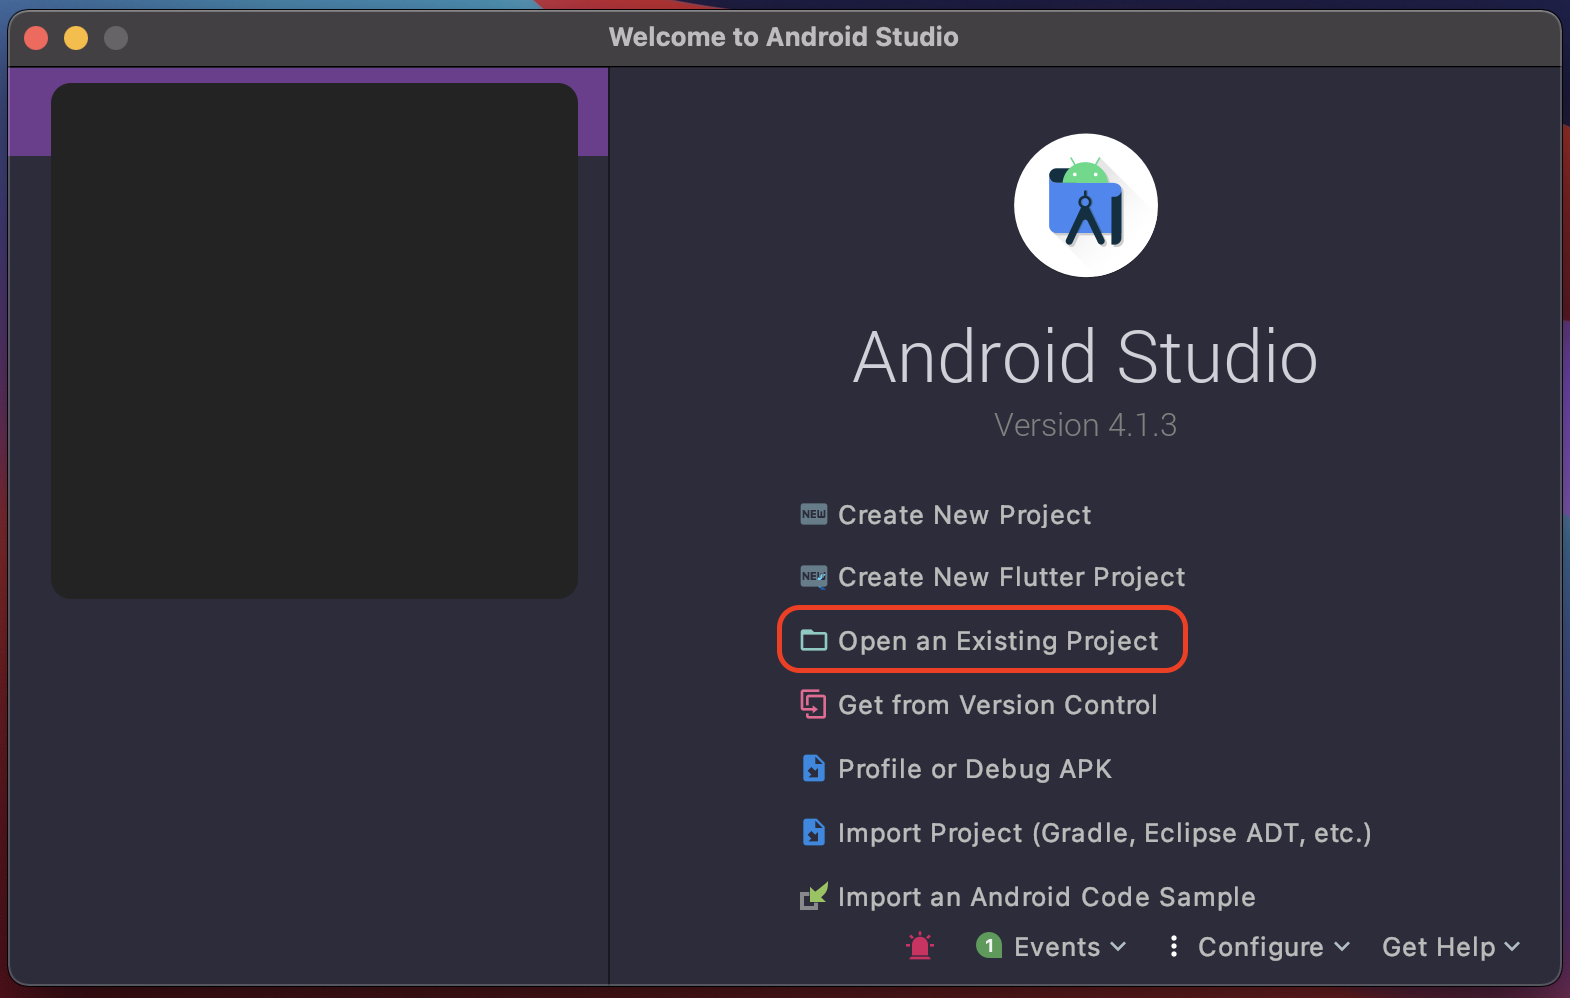 Welcome to Android Studio
Android Studio
Version 4.1.3
NEW Create New Project
NEW Create New Flutter Project
Open an Existing Project
Get from Version Control
Profile or Debug APK
Import Project (Gradle, Eclipse ADT, etc.)
Import an Android Code Sample
1 Events Configure Get Help